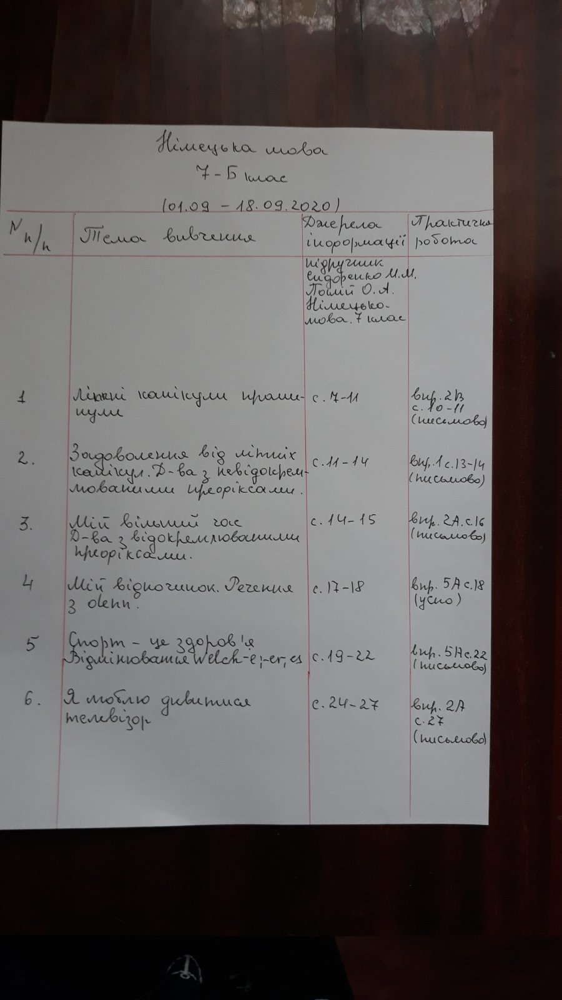 Німецька мова
7-Б клас
(01.09 – 18.09.2020)
N п/п
Тема вивчення
Джерела
інформації
Практична
робота
підручник
Сидоренко М.М.
Палій О.А.
Німецька
мова. 7 клас
1
Літні канікули проми-
нули
с. 7-11
впр. 2В
с. 10-11
(письмово)
2.
Задоволення від літніх
канікул. Д-ва з невідокрем-
мованими префіксами.
с. 11-14
впр. 1 с. 13-14
(письмово)
3.
Мій вільний час
Д-ва з відокремлюваними
префіксами.
с. 14-15
впр. 2А. с. 16
(письмово)
4
Мій відпочинок. Речення
з denn.
с. 17-18
впр. 5А с. 18
(усно)
5
Спорт – це здоров'я
Відмінювання Welch-e;-er, es
с. 19-22
впр. 5А с. 22
(письмово)
6.
Я люблю дивитися
телевізор
с. 24-27
впр. 2А
с. 27
(письмово)